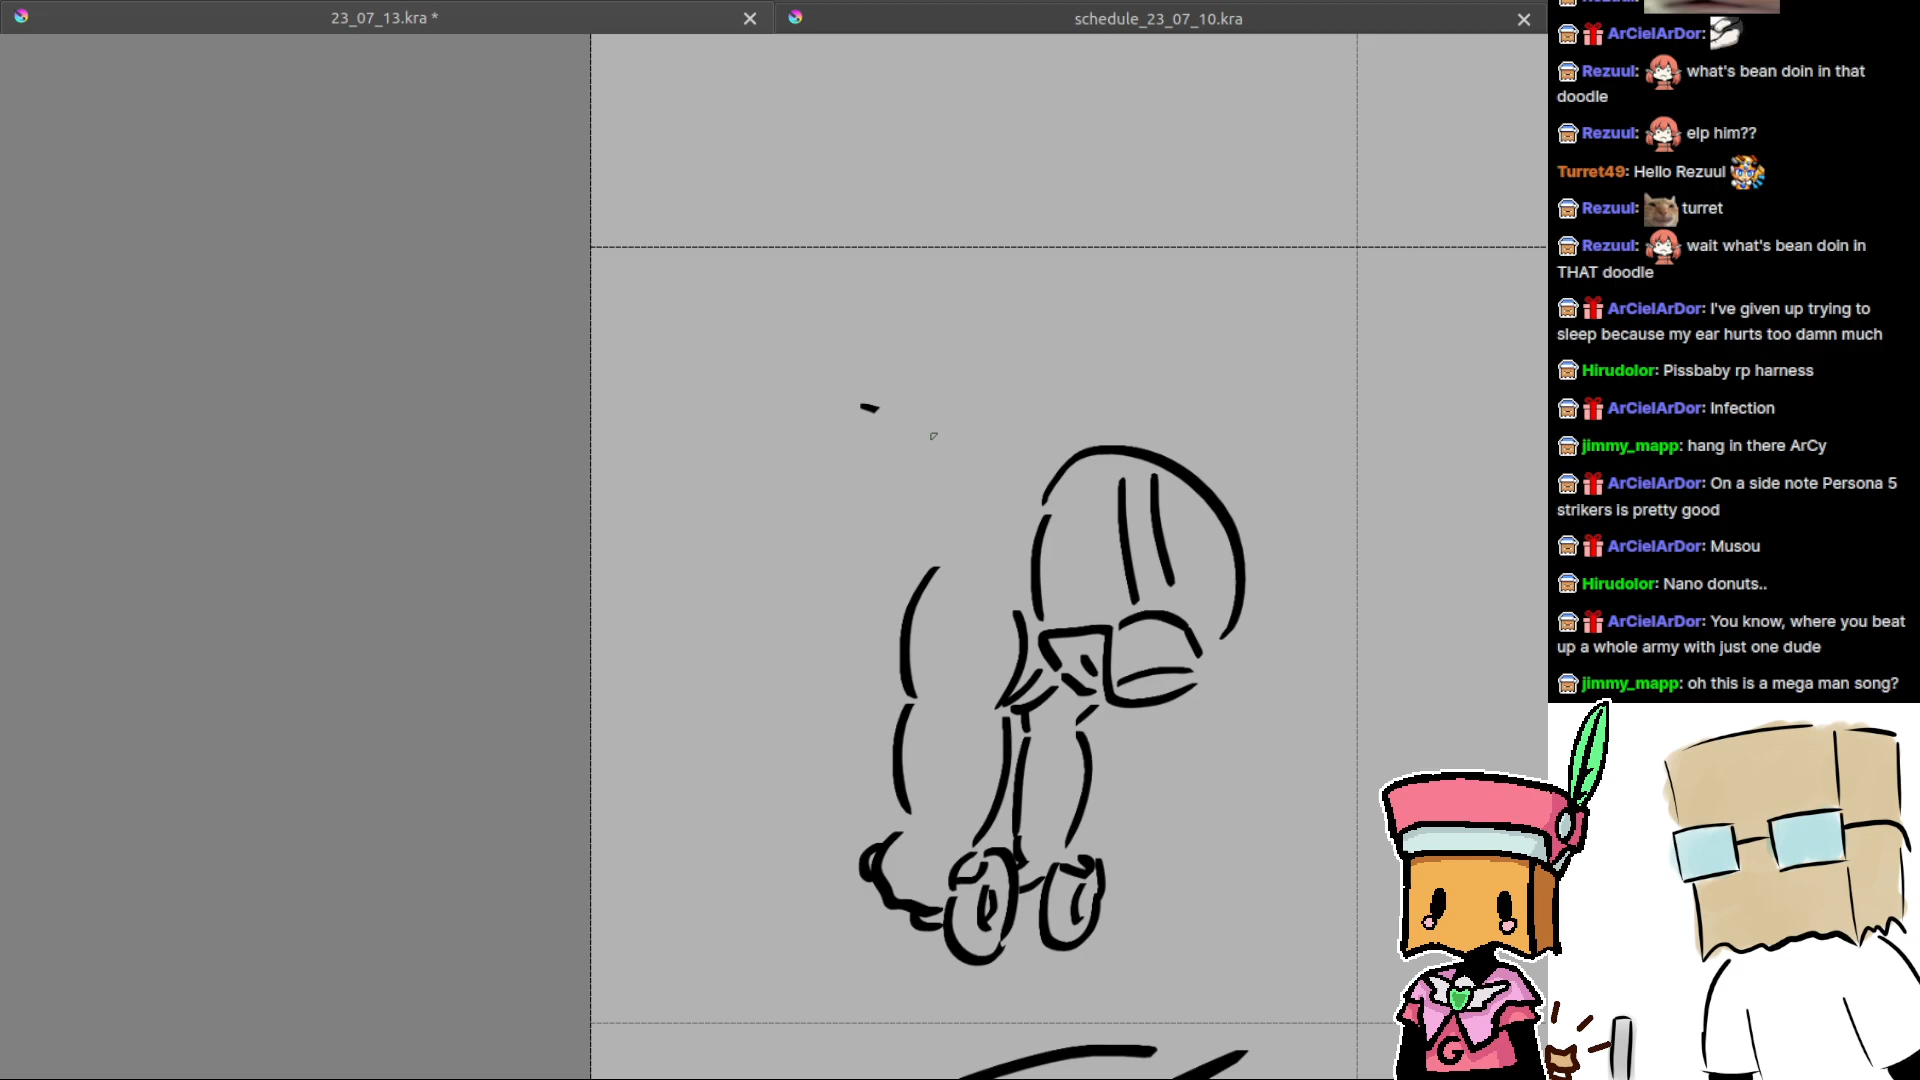 23_07_13.kra *
schedule_23_07_10.kra
ArCielArDor:
Rezuul: what's bean doin in that
doodle
Rezuul: elp him??
Turret49: Hello Rezuul
Rezuul: turret
Rezuul: wait what's bean doin in
THAT doodle
ArCielArDor: I've given up trying to
sleep because my ear hurts too damn much
Hirudolor: Pissbaby rp harness
ArCielArDor: Infection
jimmy_mapp: hang in there ArCy
ArCielArDor: On a side note Persona 5
strikers is pretty good
ArCielArDor: Musou
Hirudolor: Nano donuts..
ArCielArDor: You know, where you beat
up a whole army with just one dude
jimmy_mapp: oh this is a mega man song?
G